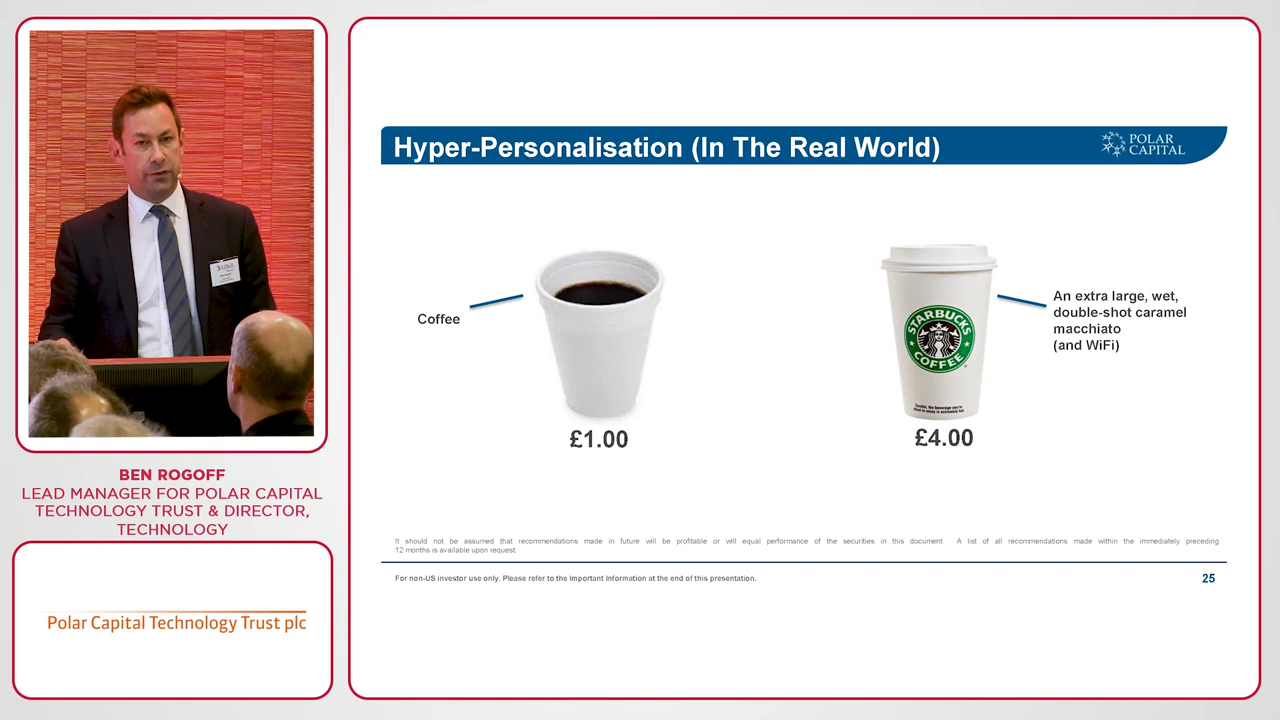 BEN ROGOFF
LEAD MANAGER FOR POLAR CAPITAL
TECHNOLOGY TRUST & DIRECTOR,
TECHNOLOGY
Polar Capital Technology Trust plc
Hyper-Personalisation (In The Real World)
POLAR
CAPITAL
Coffee
£1.00
STARBUCKS
COFFEE
£4.00
An extra large, wet,
double-shot caramel
macchiato
(and WiFi)
It should not be assumed that recommendations made in future will be profitable or will equal performance of the securities in this document. A list of all recommendations made within the immediately preceding
12 months is available upon request.
For non-US investor use only. Please refer to the Important Information at the end of this presentation.
25